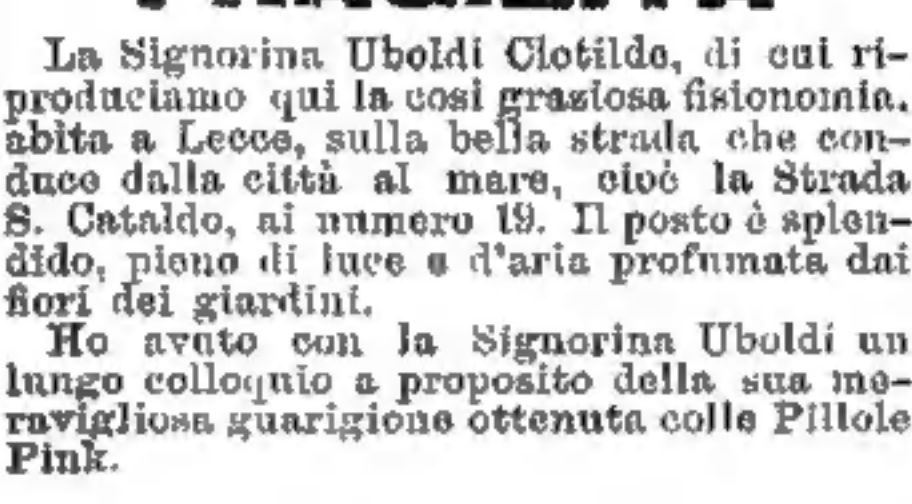 La Signorina Uboldi Clotilde, di cui ri-
produciamo qui la così graziosa fisionomia.
abita a Lecce, sulla bella strada che con-
duce dalla città al mare, cioè la Strada
S. Cataldo, al numero 19. Il posto è splen-
dido, pieno di luce e d'aria profumata dai
fiori dei giardini.
Ho avuto con la Signorina Uboldi un
lungo colloquio a proposito della sua me-
ravigliosa guarigione ottenuta colle Pillole
Pink.